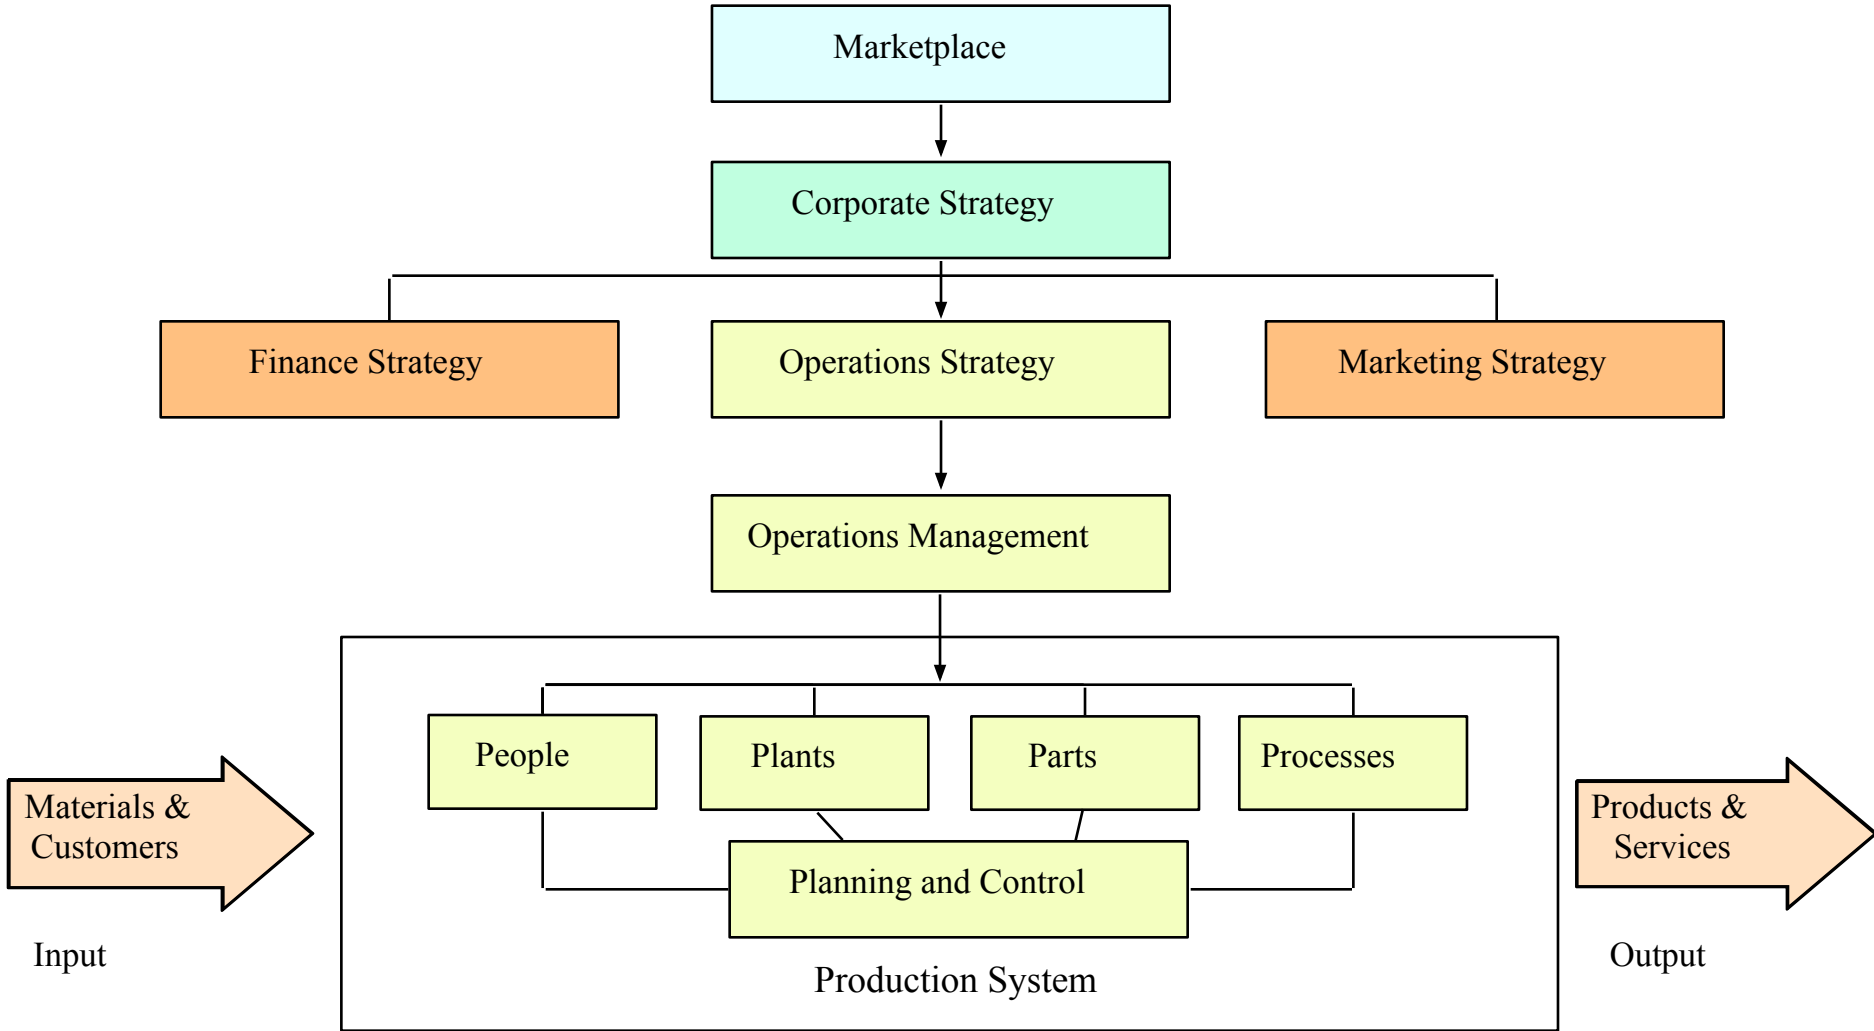 Marketplace
Corporate Strategy
Finance Strategy
Operations Strategy
Marketing Strategy
Operations Management
People
Plants
Parts
Processes
Materials &
Customers
Products &
Services
Planning and Control
Input
Output
Production System